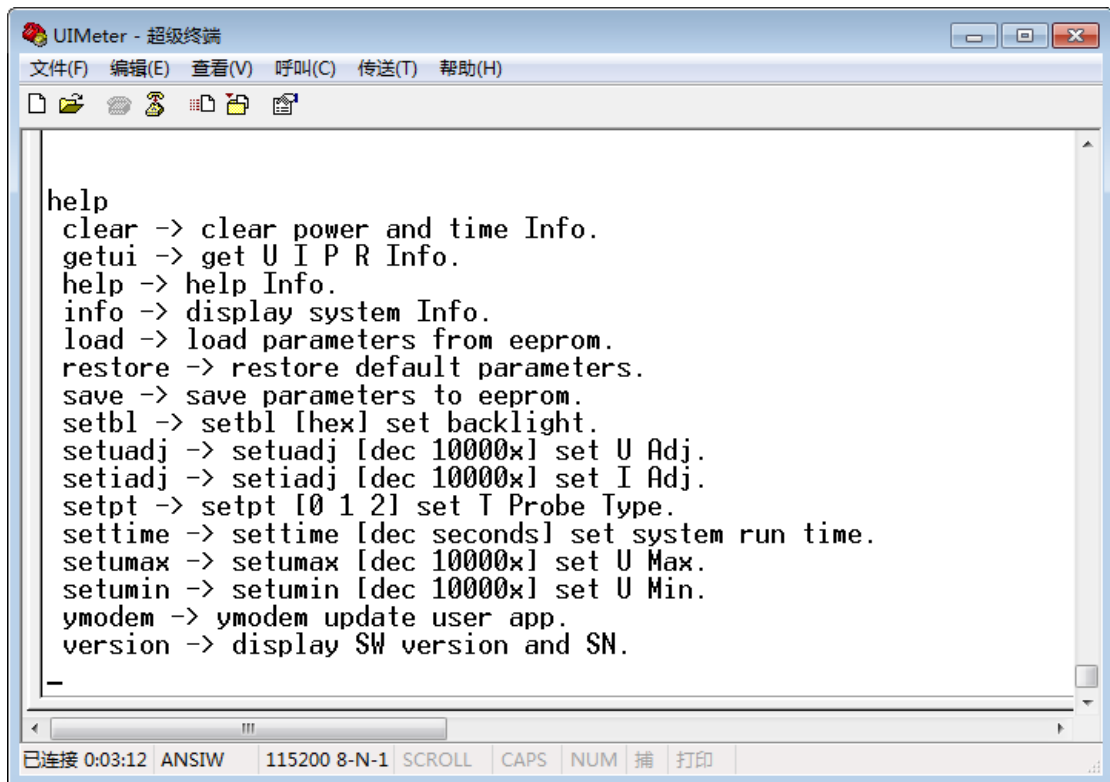 UIMeter - 超级终端
文件(F) 编辑(E) 查看(V) 呼叫(C) 传送(T) 帮助(H)
help
clear -> clear power and time Info.
getui -> get U I P R Info.
help -> help Info.
info -> display system Info.
load -> load parameters from eeprom.
restore -> restore default parameters.
save -> save parameters to eeprom.
setbl -> setbl [hex] set backlight.
setuadj -> setuadj [dec 10000x] set U Adj.
setiadj -> setiadj [dec 10000x] set I Adj.
setpt -> setpt [0 1 2] set T Probe Type.
settime -> settime [dec seconds] set system run time.
setumax -> setumax [dec 10000x] set U Max.
setumin -> setumin [dec 10000x] set U Min.
ymodem -> ymodem update user app.
version -> display SW version and SN.
已连接 0:03:12 ANSIW 115200 8-N-1 SCROLL CAPS NUM 捕 打印